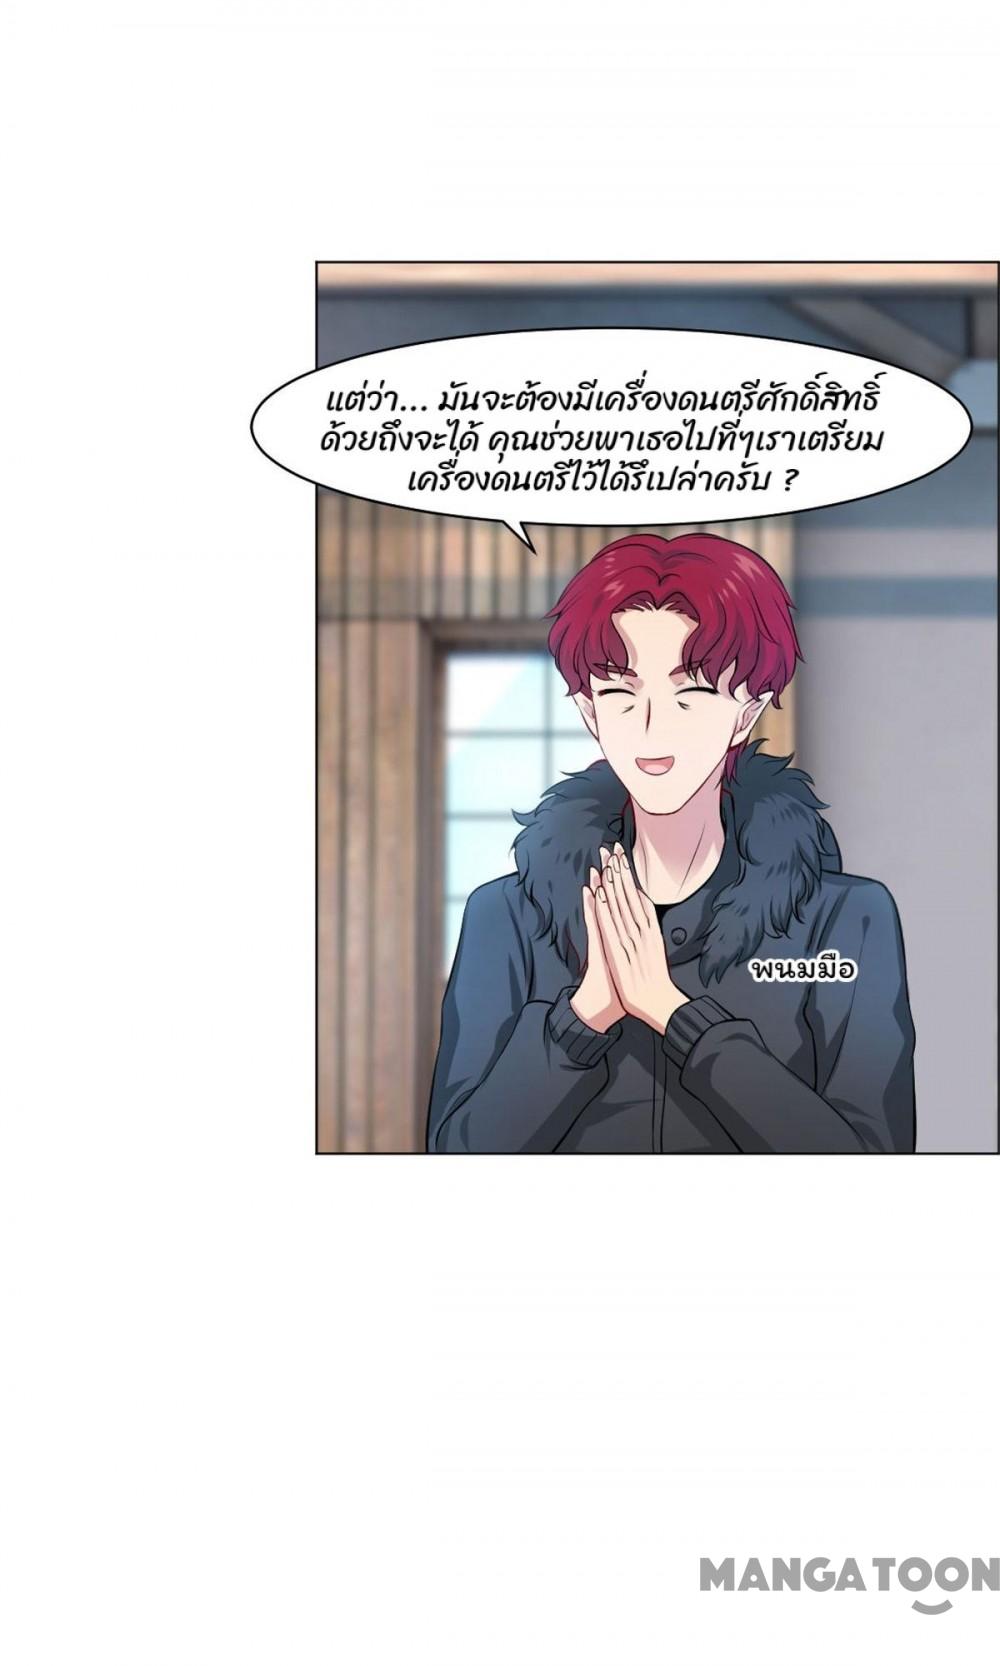 แต่ว่า... มันจะต้องมีเครื่องดนตรีศักดิ์สิทธิ์
ด้วยถึงจะได้ คุณช่วยพาเธอไปที่ๆเราเตรียม
เครื่องดนตรีไว้ได้รึเปล่าครับ ?
พนมมือ
MANGATOON